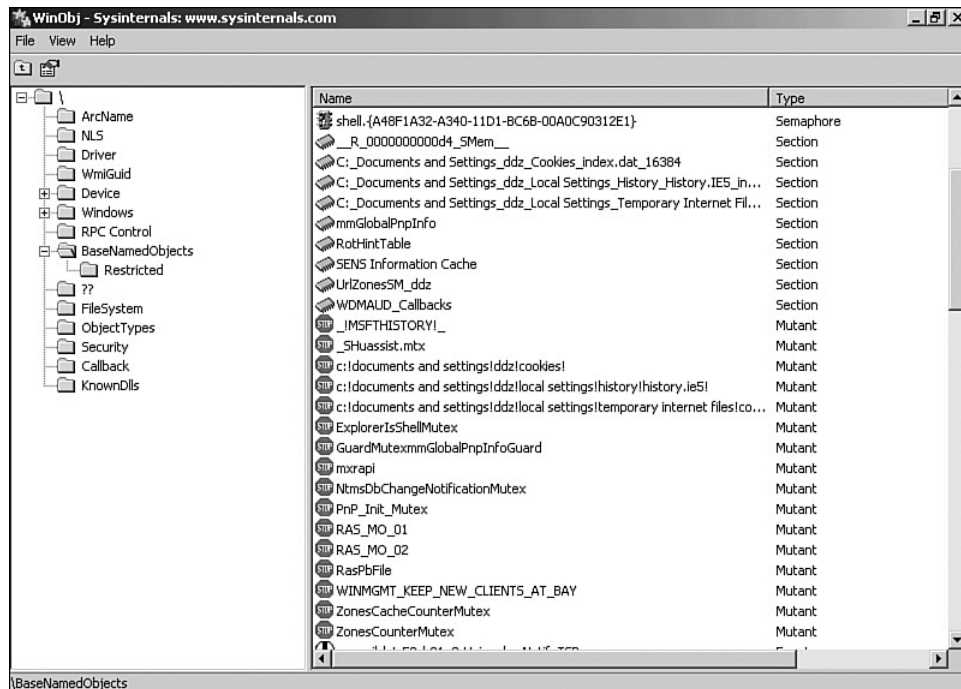 WinObj - Sysinternals: www.sysinternals.com
File View Help
\
ArcName
NLS
Driver
WmiGuid
Device
Windows
RPC Control
BaseNamedObjects
Restricted
??
FileSystem
ObjectTypes
Security
Callback
KnownDlls
Name Type
shell.{A48F1A32-A340-11D1-BC6B-00A0C90312E1} Semaphore
__R_0000000000d4_SMem__ Section
C:_Documents and Settings_ddz_Cookies_index.dat_16384 Section
C:_Documents and Settings_ddz_Local Settings_History_History.IE5_in... Section
C:_Documents and Settings_ddz_Local Settings_Temporary Internet Fil... Section
mmGlobalPnpInfo Section
RotHintTable Section
SENS Information Cache Section
UrlZonesSM_ddz Section
WDMAUD_Callbacks Section
_!MSFTHISTORY!_ Mutant
_SHuassist.mtx Mutant
c:!documents and settings!ddz!cookies! Mutant
c:!documents and settings!ddz!local settings!history!history.ie5! Mutant
c:!documents and settings!ddz!local settings!temporary internet files!co... Mutant
ExplorerIsShellMutex Mutant
GuardMutexmmGlobalPnpInfoGuard Mutant
mxrapi Mutant
NtmsDbChangeNotificationMutex Mutant
PnP_Init_Mutex Mutant
RAS_MO_01 Mutant
RAS_MO_02 Mutant
RasPbFile Mutant
WINMGMT_KEEP_NEW_CLIENTS_AT_BAY Mutant
ZonesCacheCounterMutex Mutant
ZonesCounterMutex Mutant
\BaseNamedObjects